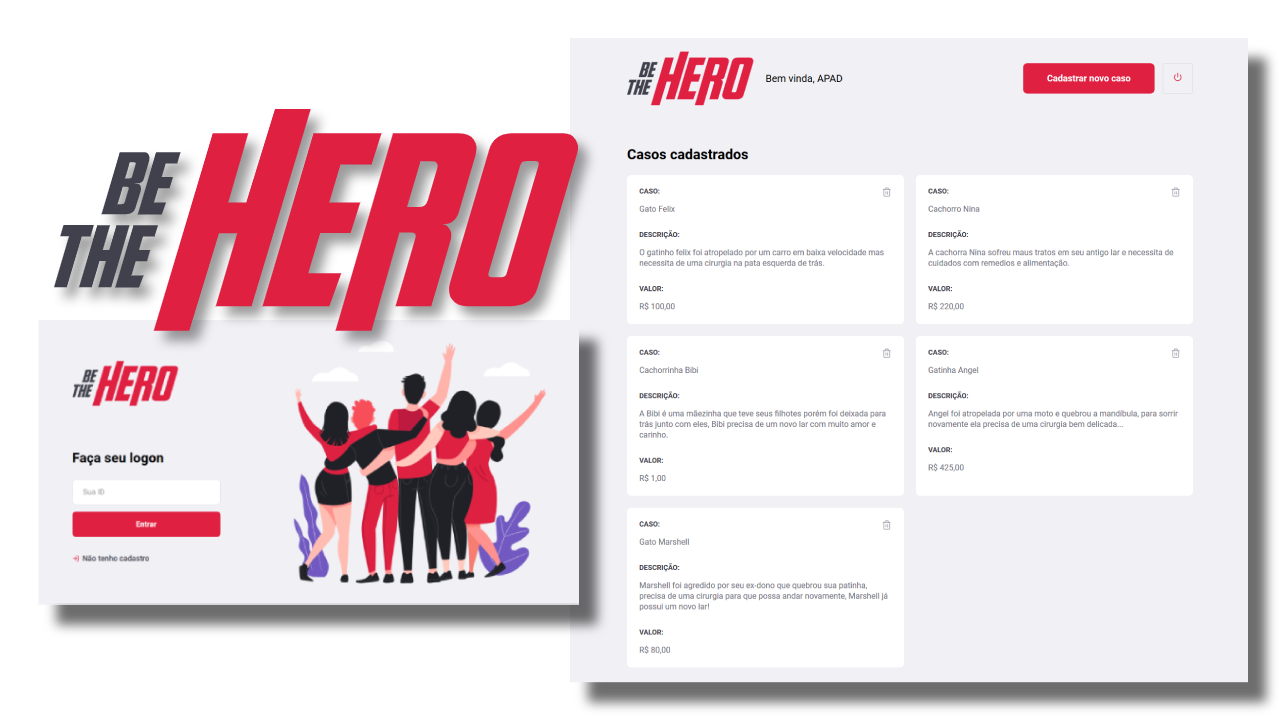 BE
THE
HERO
BE
THE
HERO
Faça seu logon
Sua ID
Entrar
Não tenho cadastro
BE
THE
HERO
Bem vinda, APAD
Cadastrar novo caso
Casos cadastrados
CASO:
Gato Felix
DESCRIÇÃO:
O gatinho felix foi atropelado por um carro em baixa velocidade mas
necessita de uma cirurgia na pata esquerda de trás.
VALOR:
R$ 100,00
CASO:
Cachorro Nina
DESCRIÇÃO:
A cachorra Nina sofreu maus tratos em seu antigo lar e necessita de
cuidados com remedios e alimentação.
VALOR:
R$ 220,00
CASO:
Cachorrinha Bibi
DESCRIÇÃO:
A Bibi é uma mãezinha que teve seus filhotes porém foi deixada para
trás junto com eles, Bibi precisa de um novo lar com muito amor e
carinho.
VALOR:
R$ 1,00
CASO:
Gatinha Angel
DESCRIÇÃO:
Angel foi atropelada por uma moto e quebrou a mandíbula, para sorrir
novamente ela precisa de uma cirurgia bem delicada...
VALOR:
R$ 425,00
CASO:
Gato Marshell
DESCRIÇÃO:
Marshell foi agredido por seu ex-dono que quebrou sua patinha,
precisa de uma cirurgia para que possa andar novamente, Marshell já
possui um novo lar!
VALOR:
R$ 80,00